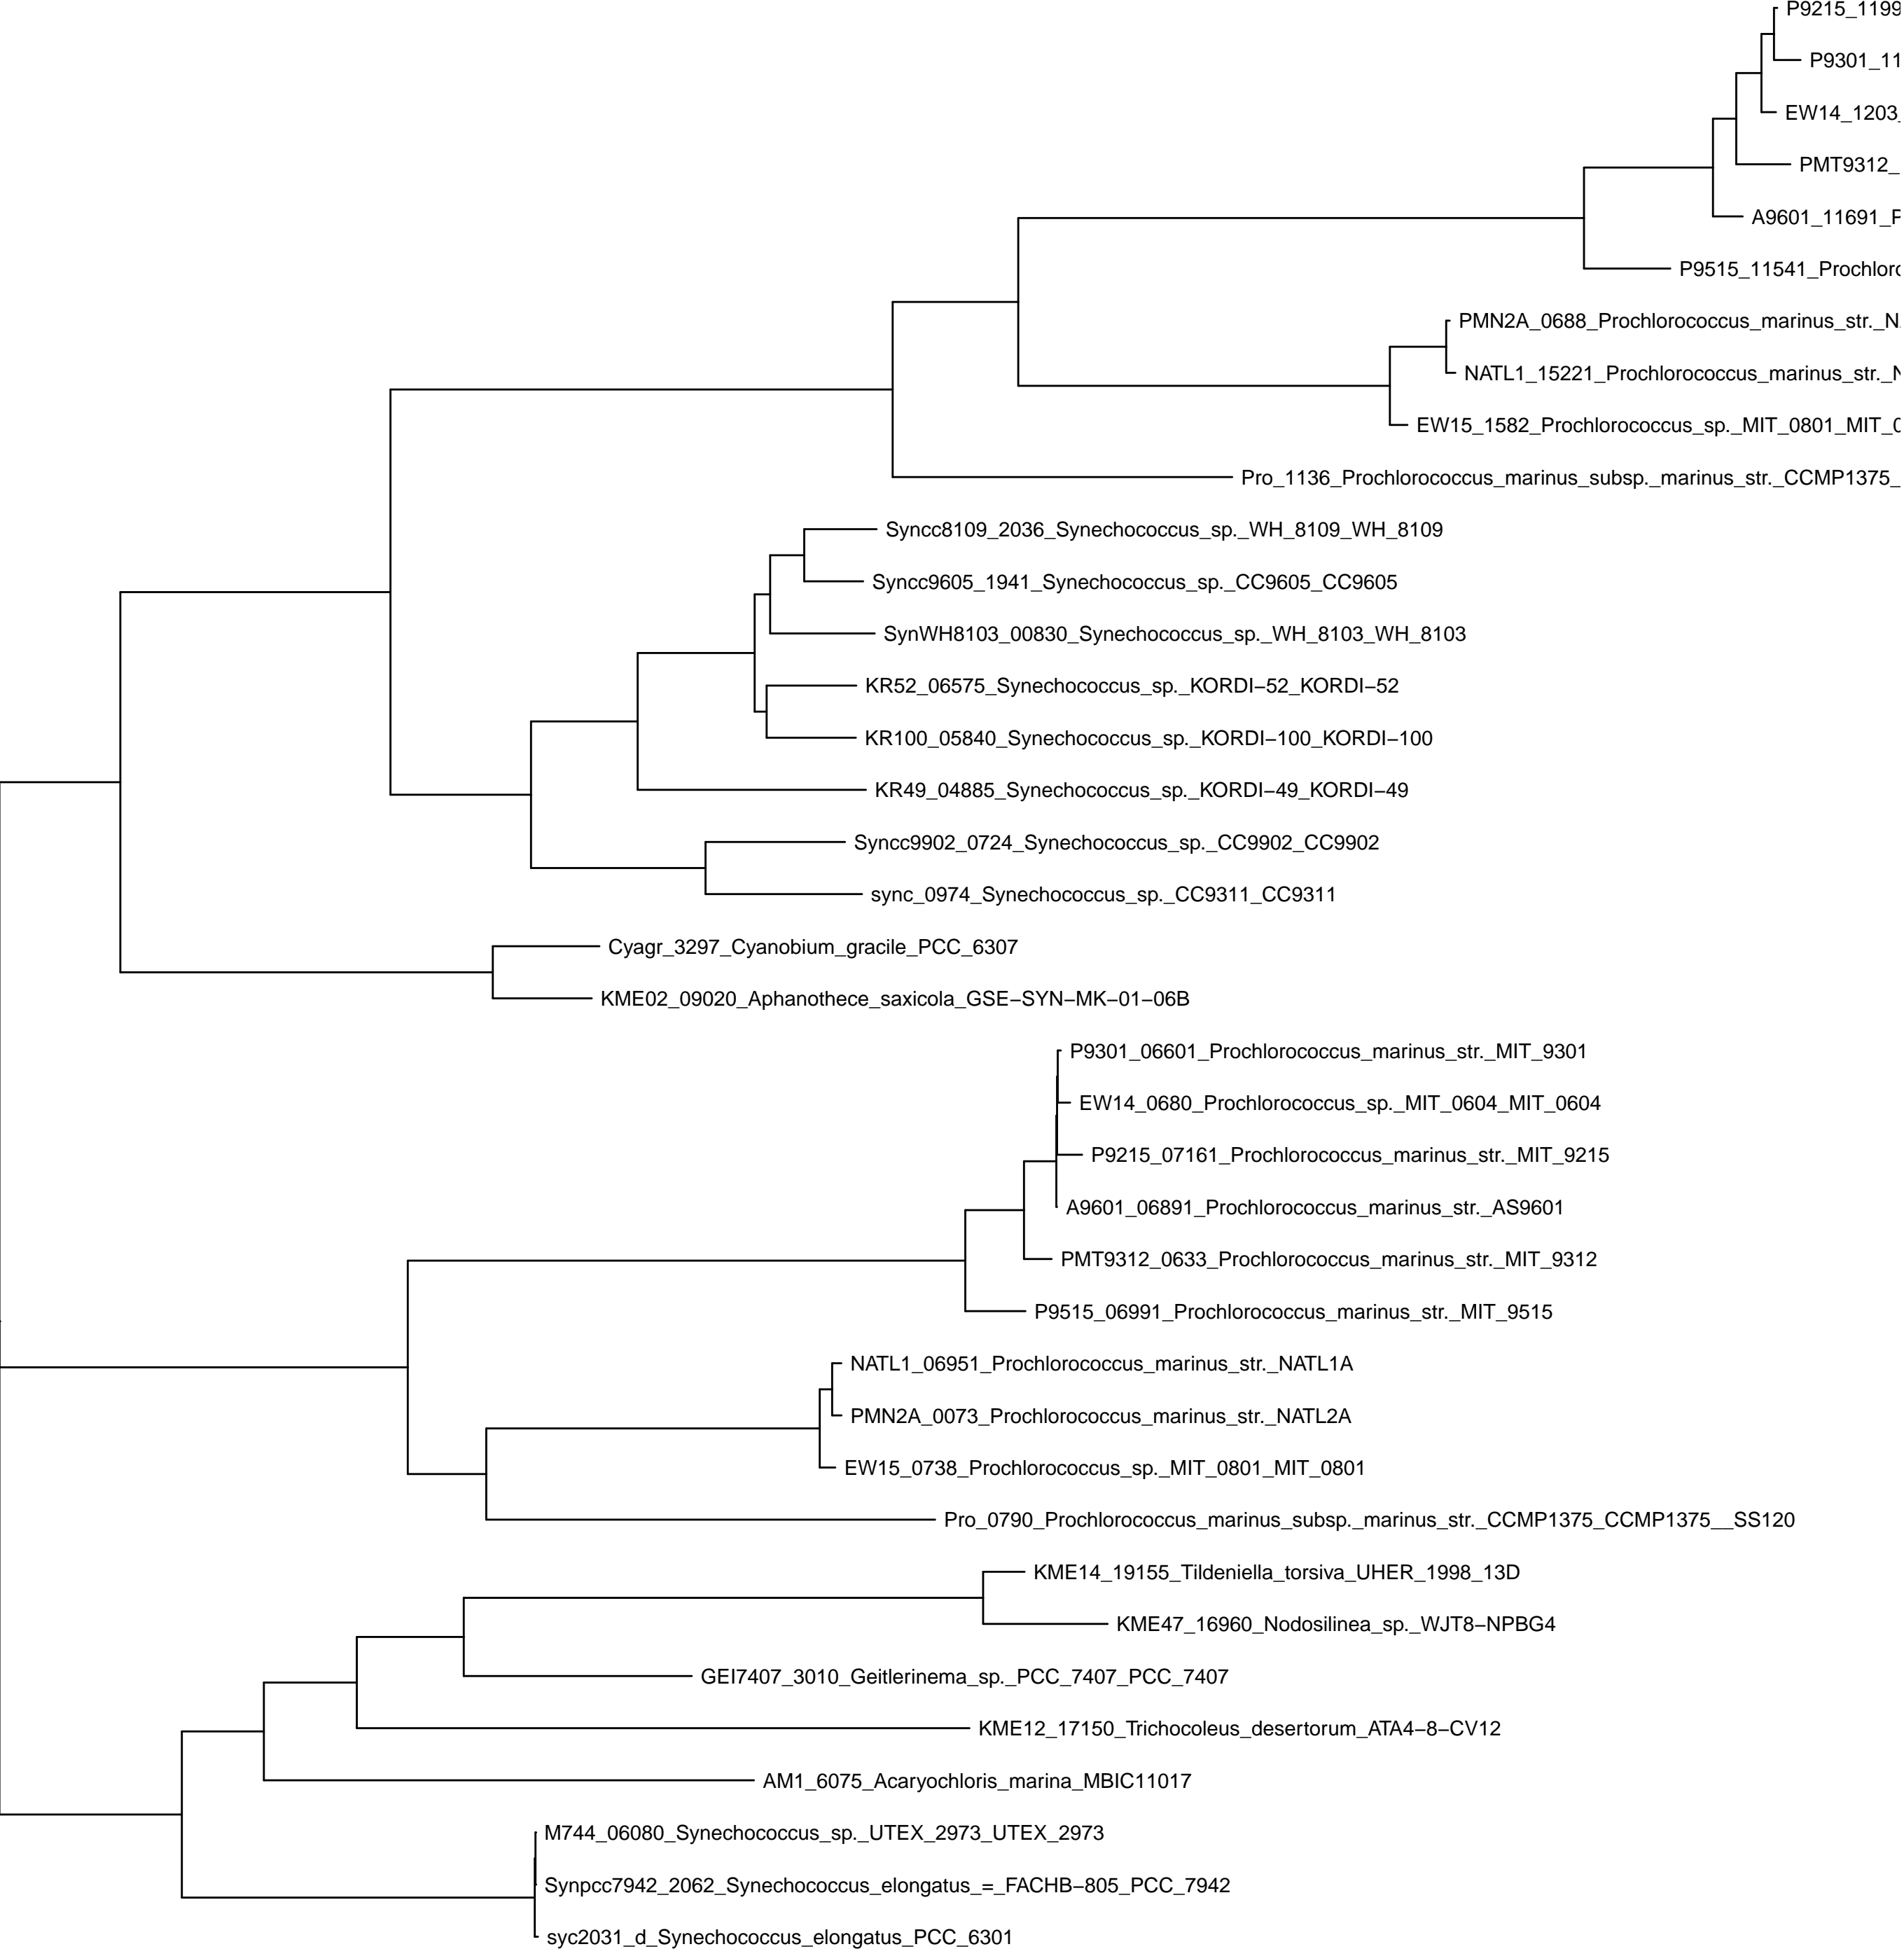 P9215_1199
P9301_11
EW14_1203_
PMT9312_
A9601_11691_
P9515_11541_Prochloro
PMN2A_0688_Prochlorococcus_marinus_str._N
NATL1_15221_Prochlorococcus_marinus_str._N
EW15_1582_Prochlorococcus_sp._MIT_0801_MIT_0
Pro_1136_Prochlorococcus_marinus_subsp._marinus_str._CCMP1375_
Syncc8109_2036_Synechococcus_sp._WH_8109_WH_8109
Syncc9605_1941_Synechococcus_sp._CC9605_CC9605
SynWH8103_00830_Synechococcus_sp._WH_8103_WH_8103
KR52_06575_Synechococcus_sp._KORDI−52_KORDI−52
KR100_05840_Synechococcus_sp._KORDI−100_KORDI−100
KR49_04885_Synechococcus_sp._KORDI−49_KORDI−49
Syncc9902_0724_Synechococcus_sp._CC9902_CC9902
sync_0974_Synechococcus_sp._CC9311_CC9311
Cyagr_3297_Cyanobium_gracile_PCC_6307
KME02_09020_Aphanothece_saxicola_GSE−SYN−MK−01−06B
P9301_06601_Prochlorococcus_marinus_str._MIT_9301
EW14_0680_Prochlorococcus_sp._MIT_0604_MIT_0604
P9215_07161_Prochlorococcus_marinus_str._MIT_9215
A9601_06891_Prochlorococcus_marinus_str._AS9601
PMT9312_0633_Prochlorococcus_marinus_str._MIT_9312
P9515_06991_Prochlorococcus_marinus_str._MIT_9515
NATL1_06951_Prochlorococcus_marinus_str._NATL1A
PMN2A_0073_Prochlorococcus_marinus_str._NATL2A
EW15_0738_Prochlorococcus_sp._MIT_0801_MIT_0801
Pro_0790_Prochlorococcus_marinus_subsp._marinus_str._CCMP1375_CCMP1375__SS120
KME14_19155_Tildeniella_torsiva_UHER_1998_13D
KME47_16960_Nodosilinea_sp._WJT8−NPBG4
GEI7407_3010_Geitlerinema_sp._PCC_7407_PCC_7407
KME12_17150_Trichocoleus_desertorum_ATA4−8−CV12
AM1_6075_Acaryochloris_marina_MBIC11017
M744_06080_Synechococcus_sp._UTEX_2973_UTEX_2973
Synpcc7942_2062_Synechococcus_elongatus_=_FACHB−805_PCC_7942
syc2031_d_Synechococcus_elongatus_PCC_6301